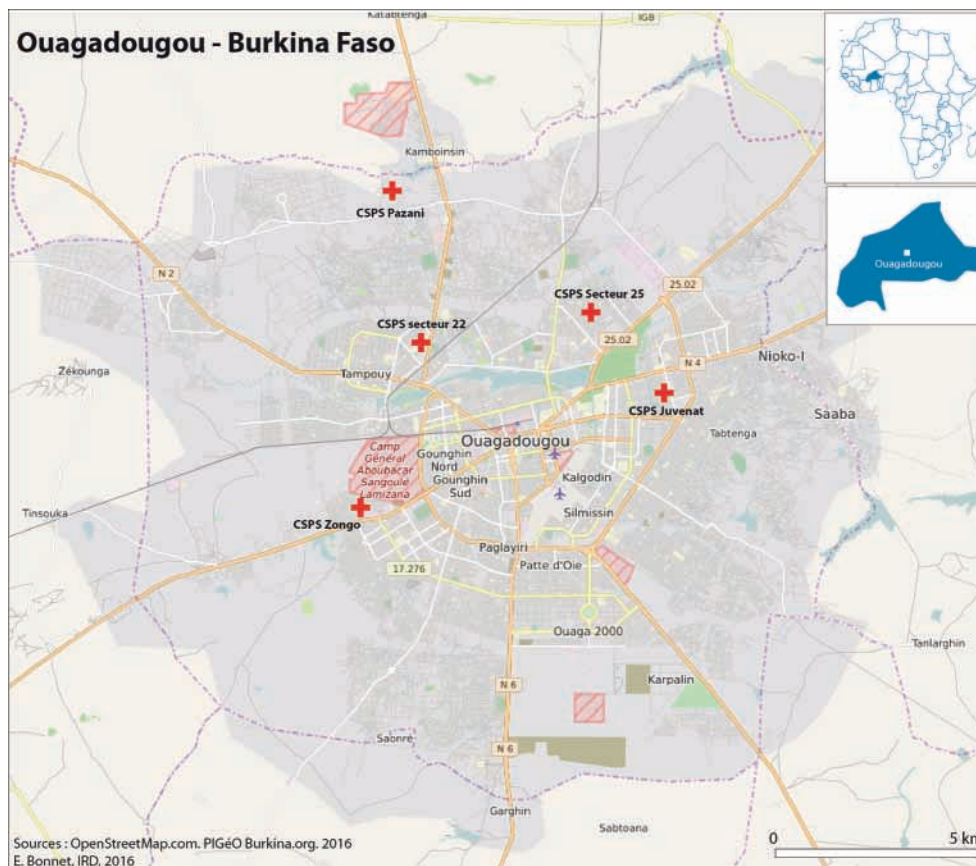 Katabtenga
IGB
Ouagadougou - Burkina Faso
Kamboinsin
CSPS Pazani
N 2
Ouagadougou
25.02
CSPS Secteur 25
CSPS secteur 22
25.02
Nioko-I
N 4
Zékounga
Tampouy
CSPS Juvenat
Saaba
Tabtenga
Ouagadougou
Camp
Général
Aboubacar
Sangoule
Lamizana
Gounghin
Nord
Gounghin
Sud
Kalgodin
Tinsouka
CSPS Zongo
Silmissin
Paglayiri
Patte d'Oie
17.276
Ouaga 2000
Tanlarghin
Karpalin
N 6
Saonré
N 6
Garghin
Sabtoana
Sources : OpenStreetMap.com. PIGéO Burkina.org. 2016
E. Bonnet, IRD, 2016
0
5 km